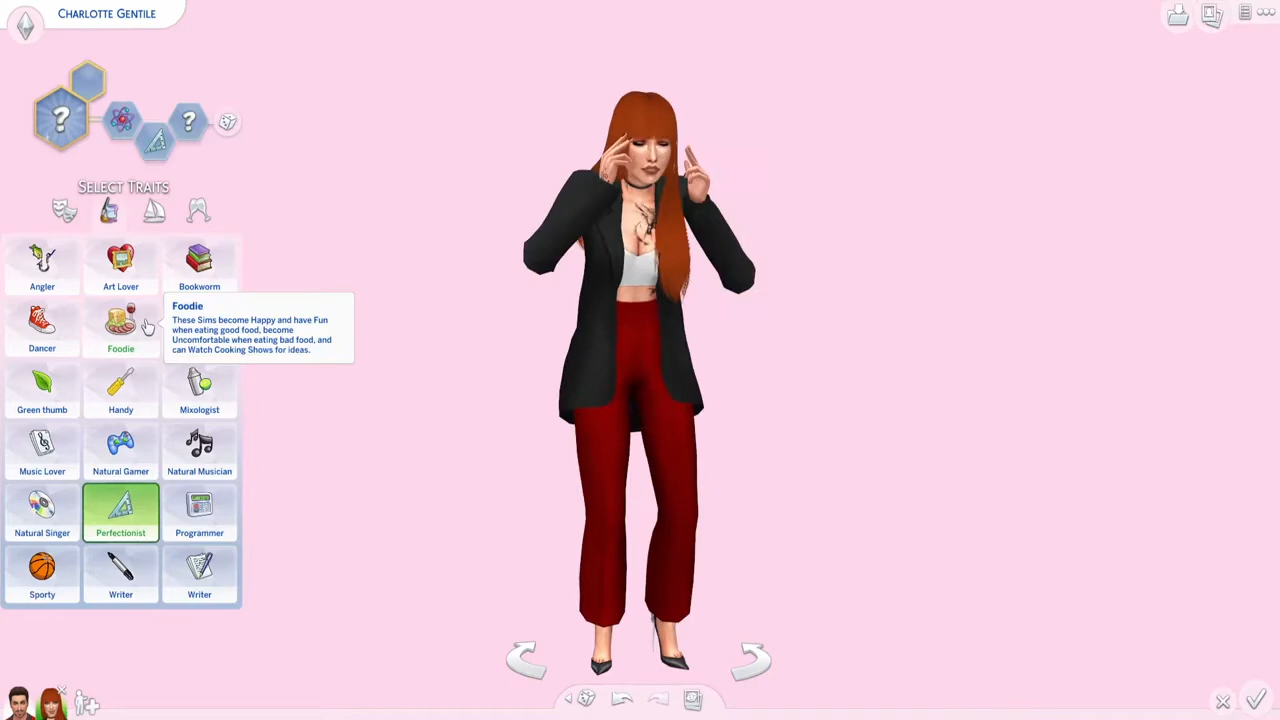 CHARLOTTE GENTILE
?
?
SELECT TRAITS
Angler
Art Lover
Bookworm
Dancer
Foodie
Foodie
These Sims become Happy and have Fun
when eating good food, become
Uncomfortable when eating bad food, and
can Watch Cooking Shows for ideas.
Green thumb
Handy
Mixologist
Music Lover
Natural Gamer
Natural Musician
Natural Singer
Perfectionist
Programmer
Sporty
Writer
Writer